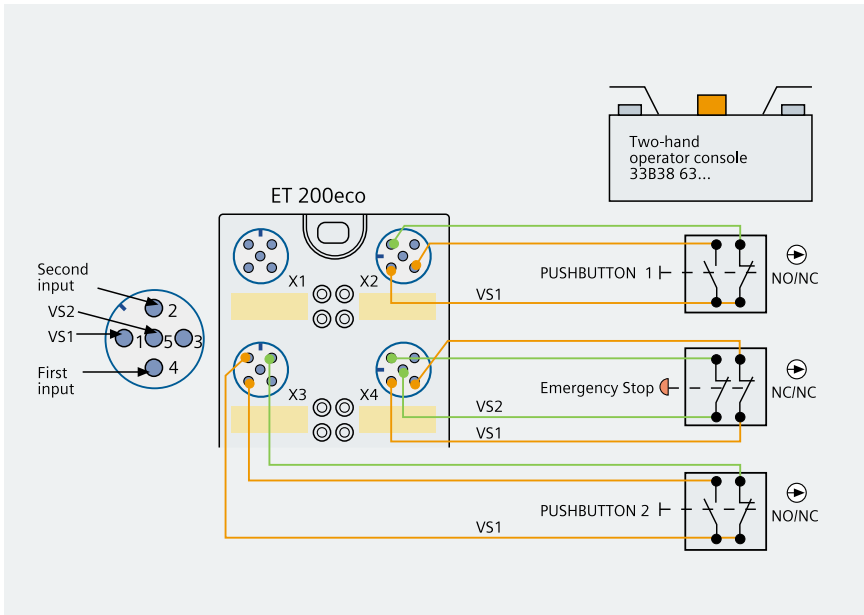 Two-hand
operator console
33B38 63...
ET 200eco
X1
X2
X3
X4
Second
input
VS2
VS1
First
input
2
1
5
3
4
PUSHBUTTON 1
VS1
NO/NC
Emergency Stop
VS2
VS1
NC/NC
PUSHBUTTON 2
VS1
NO/NC